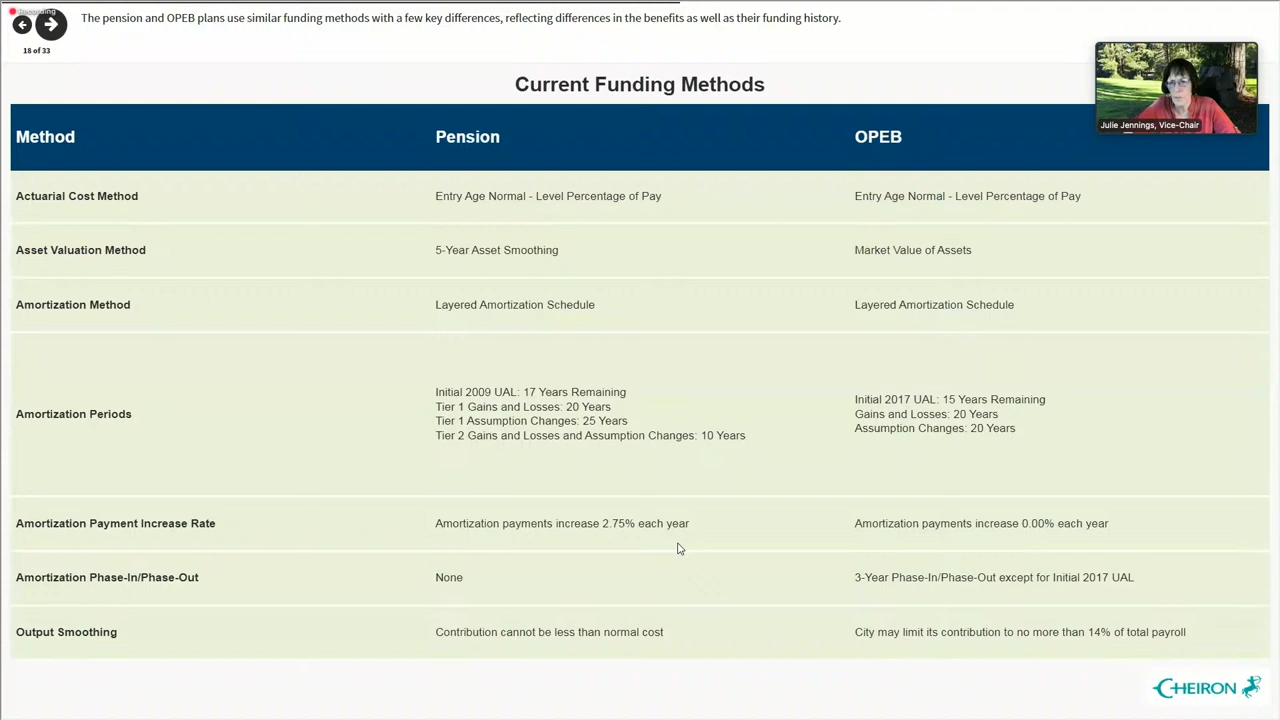 Recording
The pension and OPEB plans use similar funding methods with a few key differences, reflecting differences in the benefits as well as their funding history.
18 of 33
Current Funding Methods
Julie Jennings, Vice-Chair
Method Pension OPEB
Actuarial Cost Method Entry Age Normal - Level Percentage of Pay Entry Age Normal - Level Percentage of Pay
Asset Valuation Method 5-Year Asset Smoothing Market Value of Assets
Amortization Method Layered Amortization Schedule Layered Amortization Schedule
Amortization Periods
Initial 2009 UAL: 17 Years Remaining
Tier 1 Gains and Losses: 20 Years
Tier 1 Assumption Changes: 25 Years
Tier 2 Gains and Losses and Assumption Changes: 10 Years
Initial 2017 UAL: 15 Years Remaining
Gains and Losses: 20 Years
Assumption Changes: 20 Years
Amortization Payment Increase Rate Amortization payments increase 2.75% each year Amortization payments increase 0.00% each year
Amortization Phase-In/Phase-Out None 3-Year Phase-In/Phase-Out except for Initial 2017 UAL
Output Smoothing Contribution cannot be less than normal cost City may limit its contribution to no more than 14% of total payroll
CHEIRON